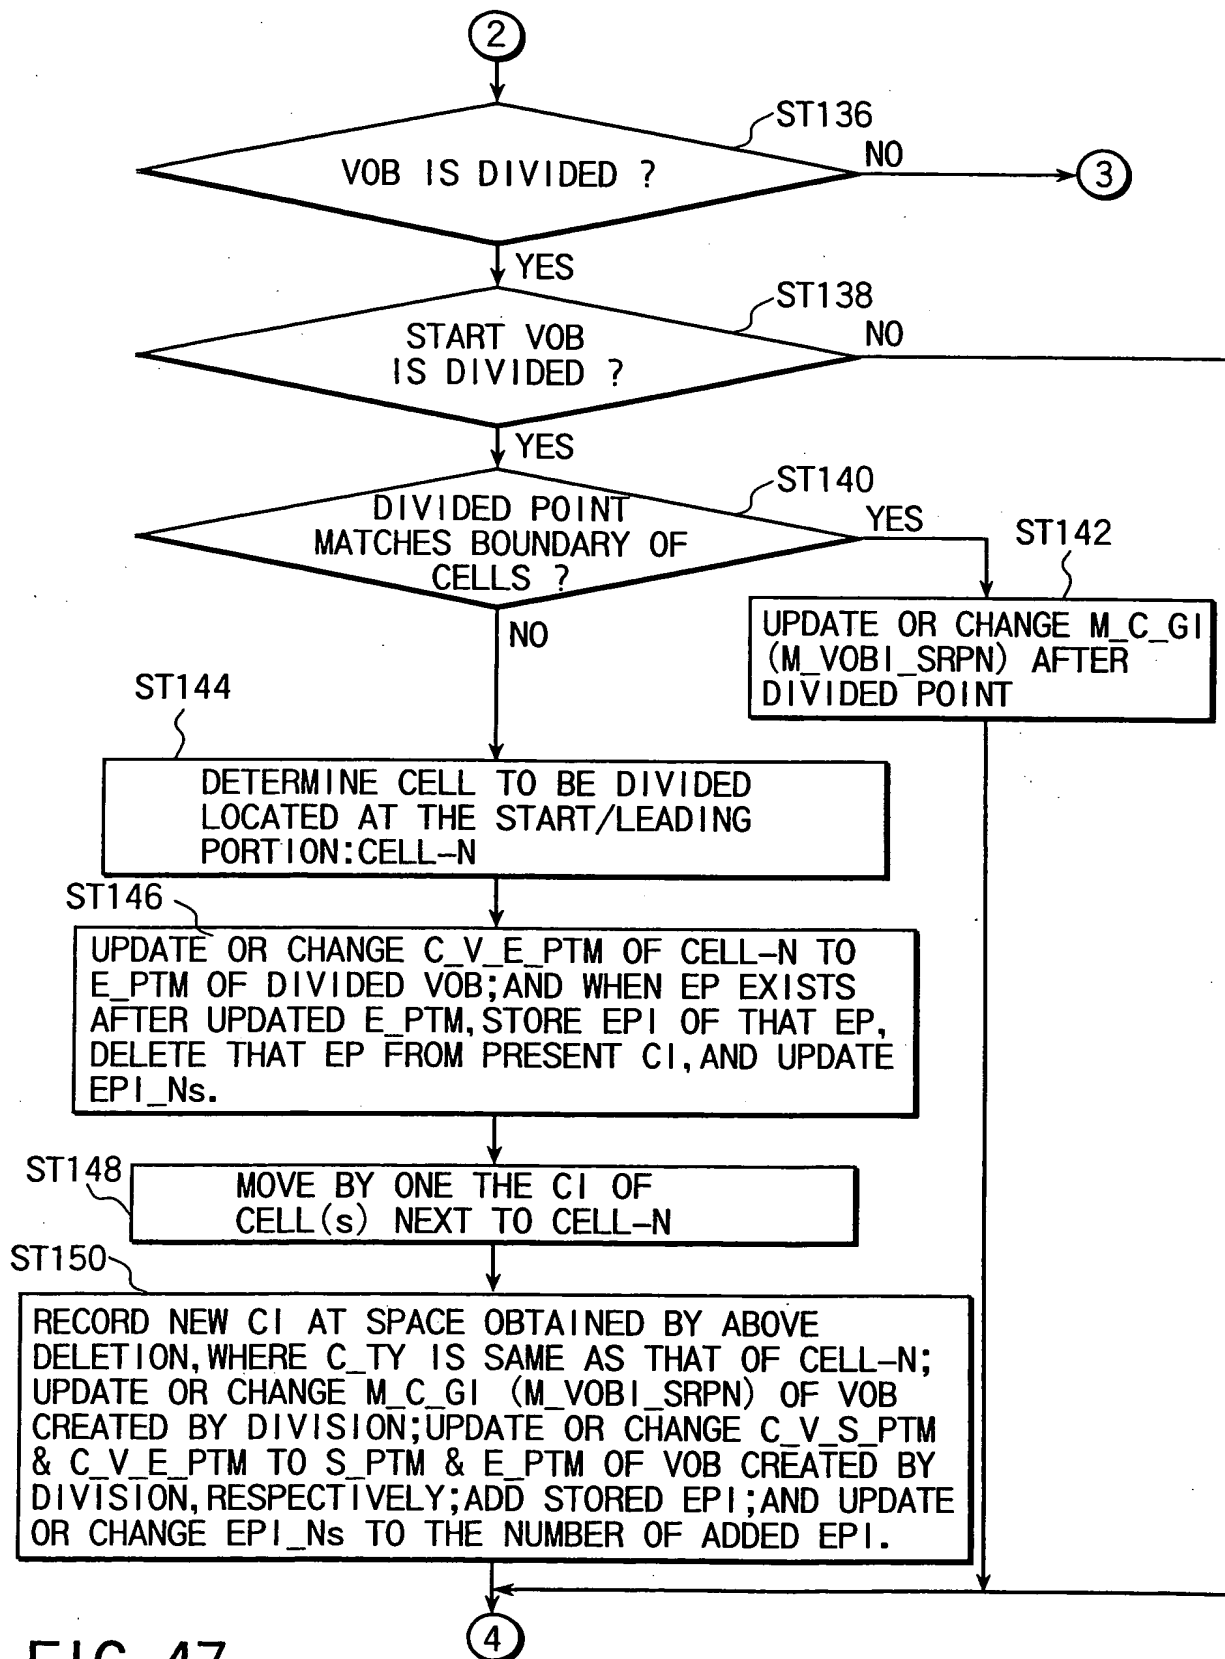 2
ST136
VOB IS DIVIDED ?
NO
3
YES
ST138
START VOB
IS DIVIDED ?
NO
YES
ST140
DIVIDED POINT
MATCHES BOUNDARY OF
CELLS ?
YES
ST142
NO
UPDATE OR CHANGE M_C_GI
(M_VOBI_SRPN) AFTER
DIVIDED POINT
ST144
DETERMINE CELL TO BE DIVIDED
LOCATED AT THE START/LEADING
PORTION:CELL-N
ST146
UPDATE OR CHANGE C_V_E_PTM OF CELL-N TO
E_PTM OF DIVIDED VOB;AND WHEN EP EXISTS
AFTER UPDATED E_PTM,STORE EPI OF THAT EP,
DELETE THAT EP FROM PRESENT CI,AND UPDATE
EPI_Ns.
ST148
MOVE BY ONE THE CI OF
CELL(s) NEXT TO CELL-N
ST150
RECORD NEW CI AT SPACE OBTAINED BY ABOVE
DELETION,WHERE C_TY IS SAME AS THAT OF CELL-N;
UPDATE OR CHANGE M_C_GI (M_VOBI_SRPN) OF VOB
CREATED BY DIVISION;UPDATE OR CHANGE C_V_S_PTM
& C_V_E_PTM TO S_PTM & E_PTM OF VOB CREATED BY
DIVISION,RESPECTIVELY;ADD STORED EPI;AND UPDATE
OR CHANGE EPI_Ns TO THE NUMBER OF ADDED EPI.
4
FIG. 47